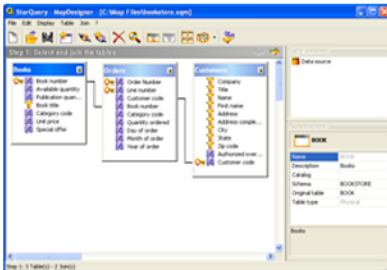 StarQuery - MapDesigner - [C:\Map Files\bookstore.sqm]
File Edit Display Table Join ?
Step 1: Select and join the tables
Books
Book number
Available quantity
Publication quan...
Book title
Category code
Unit price
Special offer
Orders
Order Number
Line number
Customer code
Book number
Category code
Quantity ordered
Day of order
Month of order
Year of order
Customers
Company
Title
Name
First name
Address
Address comple...
City
State
Zip code
Authorized over...
Customer code
Data source
BOOK
Name BOOK
Description Books
Catalog
Schema BOOKSTORE
Original table BOOK
Table type Physical
Books
Step 1: 3 Table(s) - 2 Join(s)